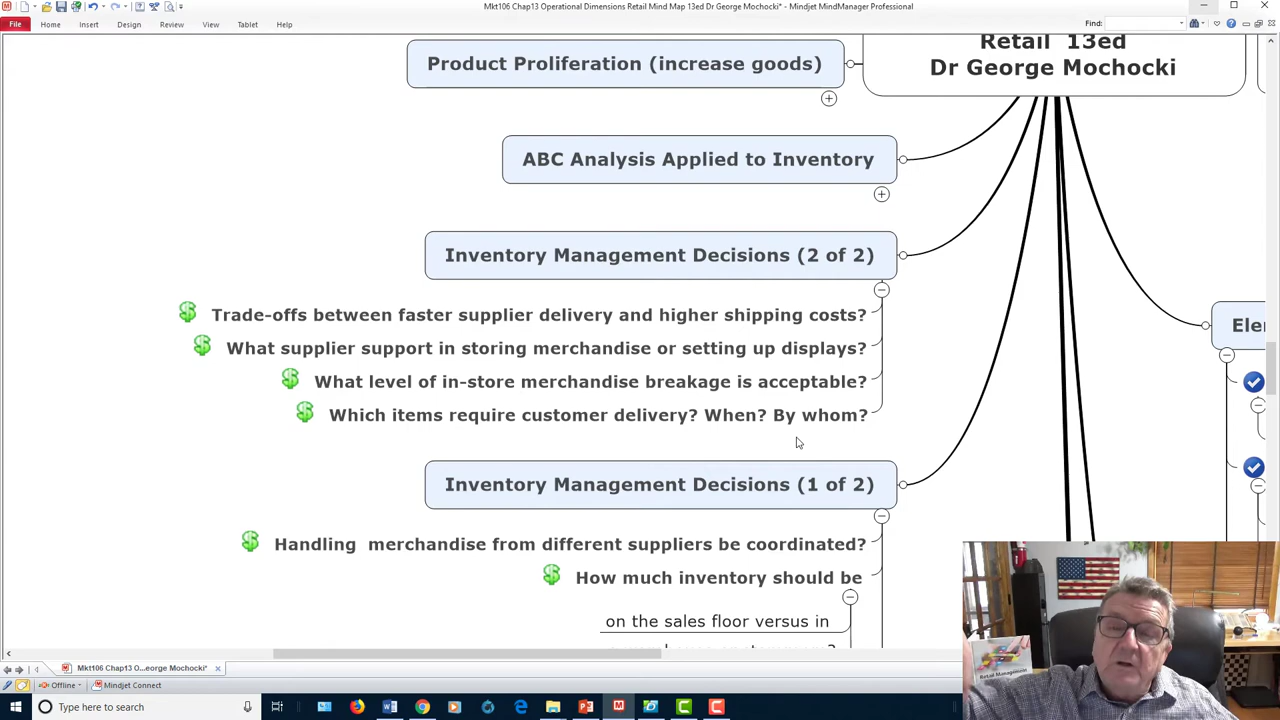 Mkt106 Chap13 Operational Dimensions Retail Mind Map 13ed Dr George Mochocki* - Mindjet MindManager Professional
File Home Insert Design Review View Tablet Help Find:
Retail 13ed
Dr George Mochocki
Product Proliferation (increase goods)
ABC Analysis Applied to Inventory
Inventory Management Decisions (2 of 2)
Trade-offs between faster supplier delivery and higher shipping costs?
What supplier support in storing merchandise or setting up displays?
What level of in-store merchandise breakage is acceptable?
Which items require customer delivery? When? By whom?
Ele
Inventory Management Decisions (1 of 2)
Handling merchandise from different suppliers be coordinated?
How much inventory should be
on the sales floor versus in
Retail Management
Mkt106 Chap13 O...eorge Mochocki*
Offline Mindjet Connect
Type here to search